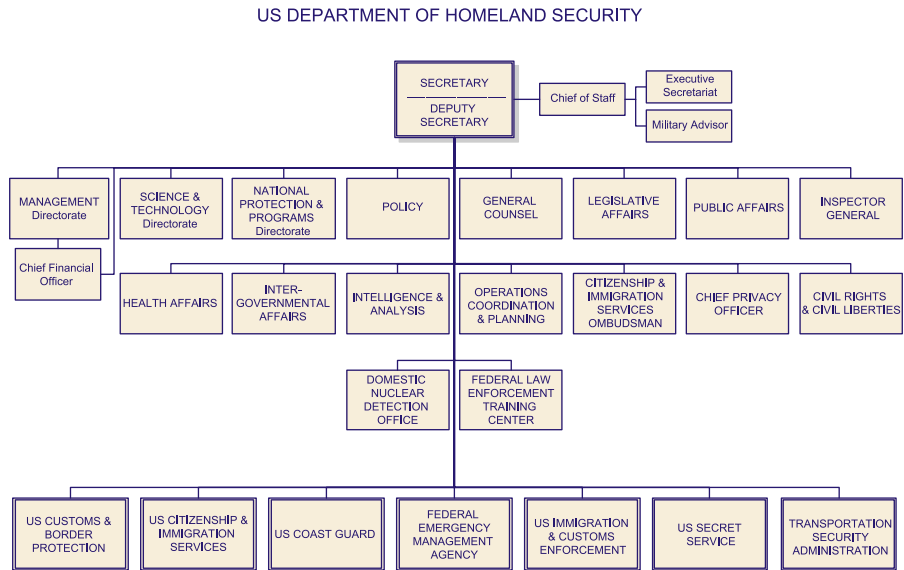 US DEPARTMENT OF HOMELAND SECURITY
SECRETARY
DEPUTY
SECRETARY
Chief of Staff
Executive
Secretariat
Military Advisor
MANAGEMENT
Directorate
Chief Financial
Officer
SCIENCE &
TECHNOLOGY
Directorate
NATIONAL
PROTECTION &
PROGRAMS
Directorate
POLICY
GENERAL
COUNSEL
LEGISLATIVE
AFFAIRS
PUBLIC AFFAIRS
INSPECTOR
GENERAL
HEALTH AFFAIRS
INTER-
GOVERNMENTAL
AFFAIRS
INTELLIGENCE &
ANALYSIS
OPERATIONS
COORDINATION
& PLANNING
CITIZENSHIP &
IMMIGRATION
SERVICES
OMBUDSMAN
CHIEF PRIVACY
OFFICER
CIVIL RIGHTS
& CIVIL LIBERTIES
DOMESTIC
NUCLEAR
DETECTION
OFFICE
FEDERAL LAW
ENFORCEMENT
TRAINING
CENTER
US CUSTOMS &
BORDER
PROTECTION
US CITIZENSHIP &
IMMIGRATION
SERVICES
US COAST GUARD
FEDERAL
EMERGENCY
MANAGEMENT
AGENCY
US IMMIGRATION
& CUSTOMS
ENFORCEMENT
US SECRET
SERVICE
TRANSPORTATION
SECURITY
ADMINISTRATION